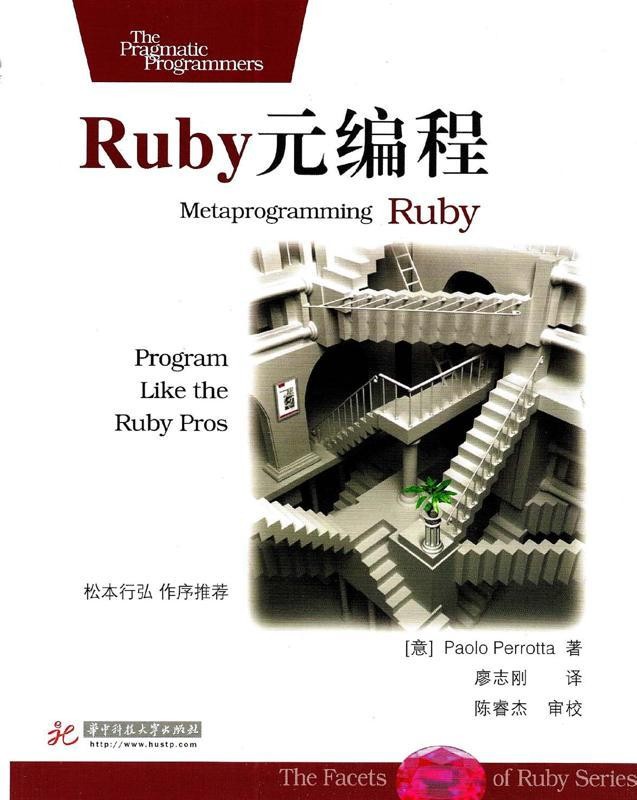 The
Pragmatic
Programmers
Ruby元编程
Metaprogramming Ruby
Program
Like the
Ruby Pros
松本行弘 作序推荐
[意] Paolo Perrotta 著
廖志刚 译
陈睿杰 审校
华中科技大学出版社
http://www.hustp.com
The Facets of Ruby Series